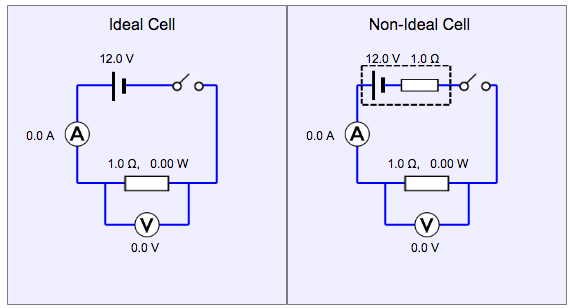 Ideal Cell
12.0 V
0.0 A
A
1.0 Ω, 0.00 W
V
0.0 V
Non-Ideal Cell
12.0 V 1.0 Ω
0.0 A
A
1.0 Ω, 0.00 W
V
0.0 V